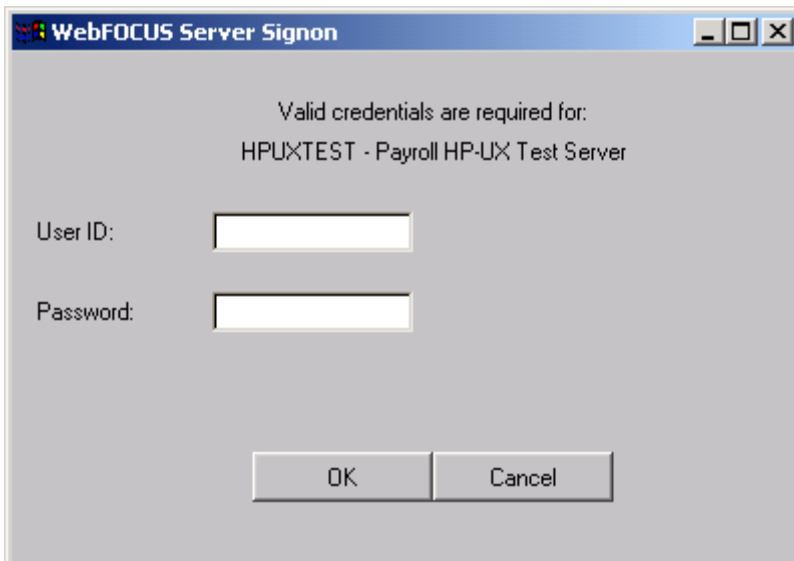 WebFOCUS Server Signon
Valid credentials are required for:
HPUXTEST - Payroll HP-UX Test Server
User ID:
Password:
OK Cancel